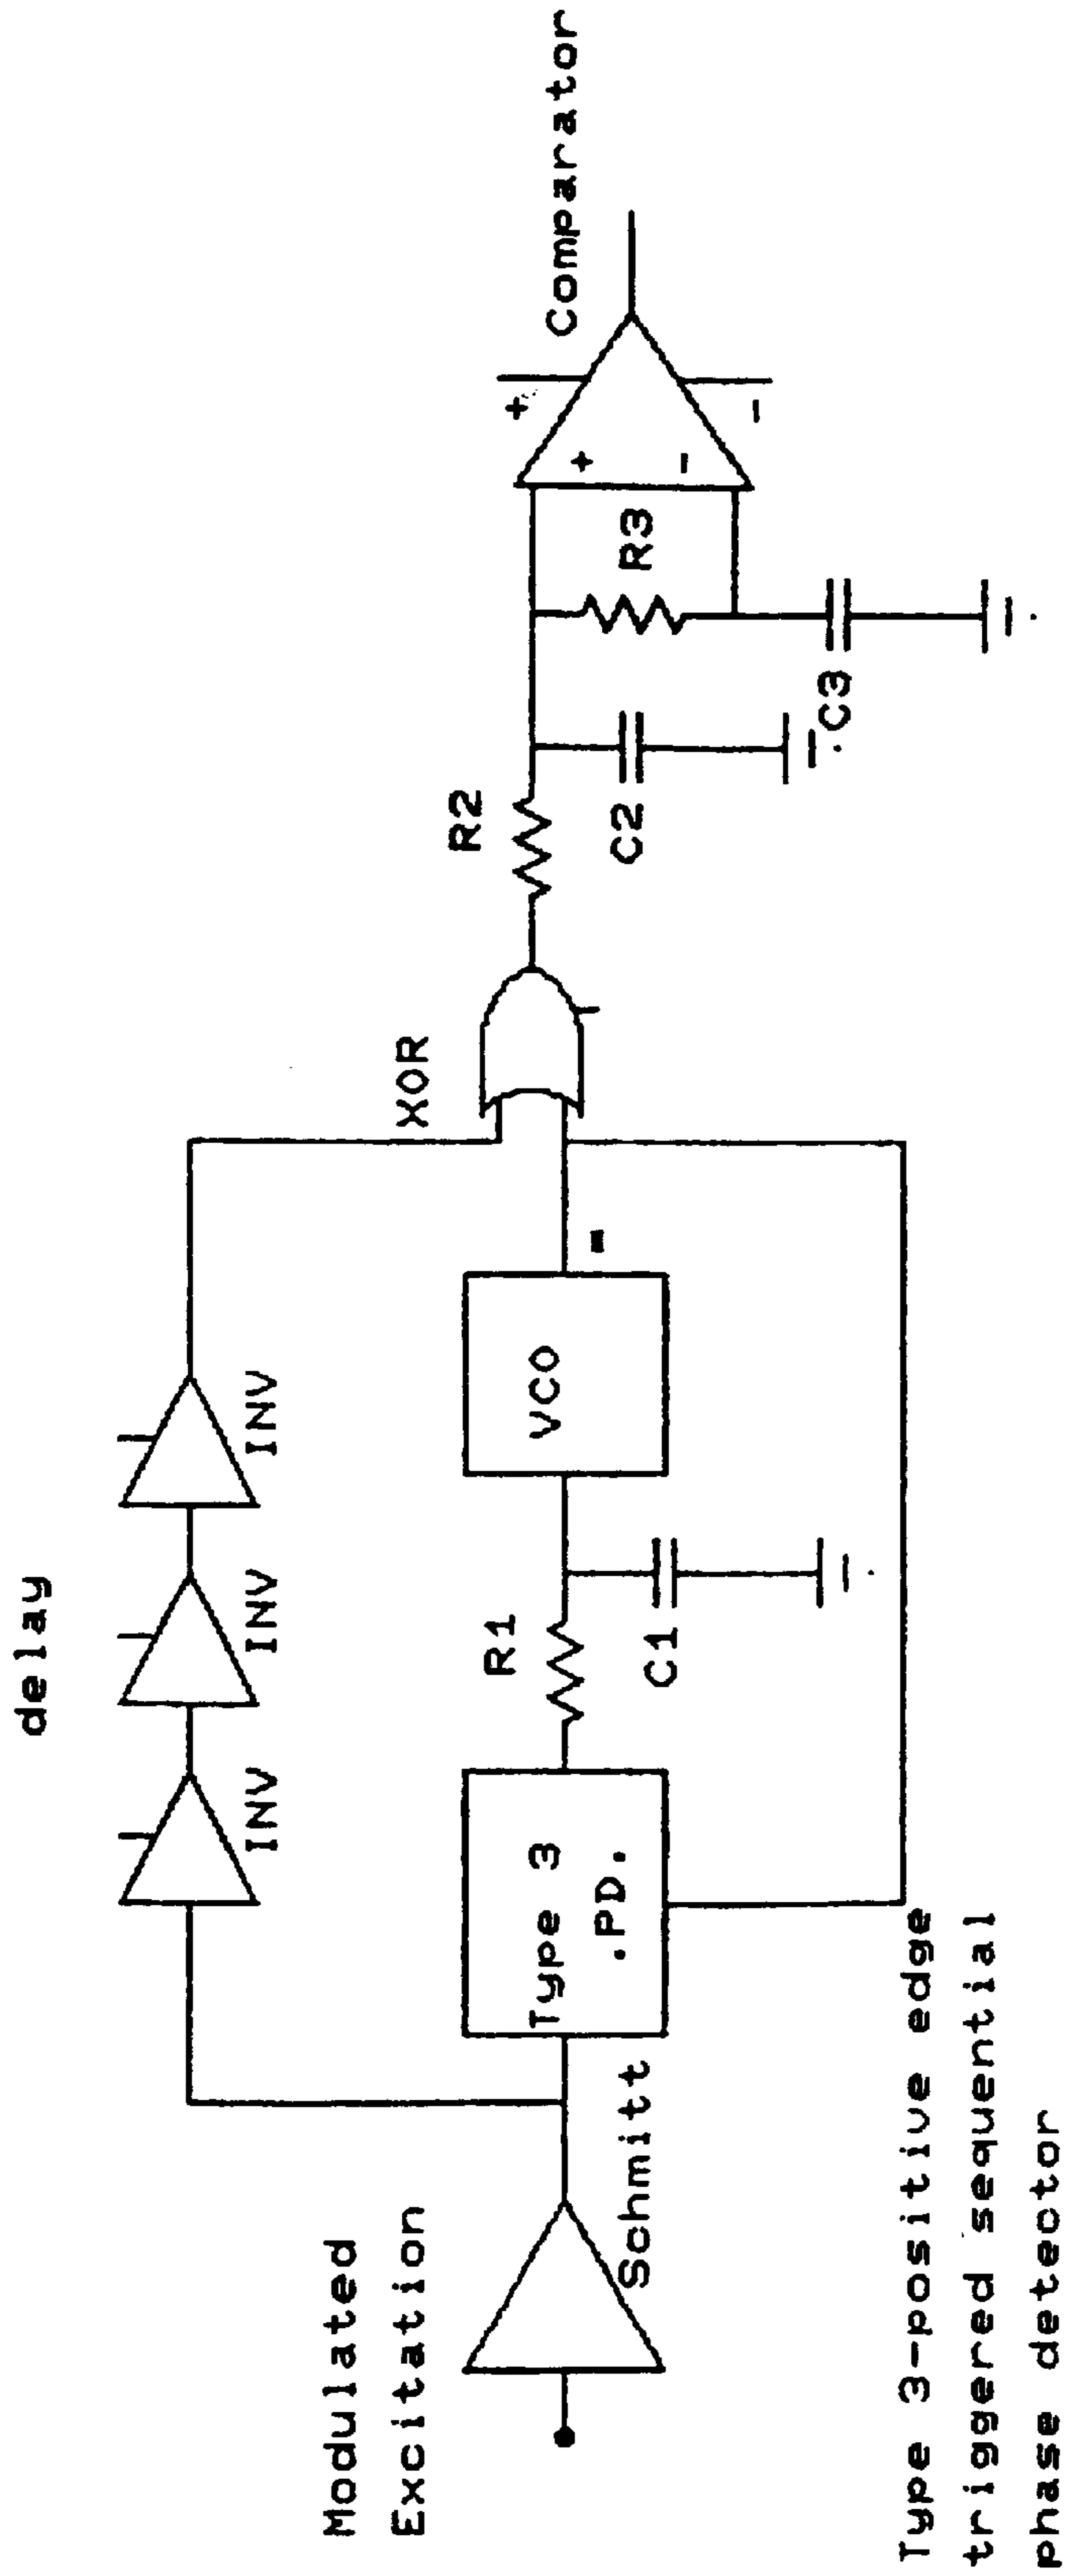 delay
INV
INV
INV
Modulated
Excitation
Schmitt
Type 3
.PD.
R1
C1
VCO
-
XOR
R2
C2
R3
C3
+
-
+
-
Comparator
Type 3-positive edge
triggered sequential
phase detector